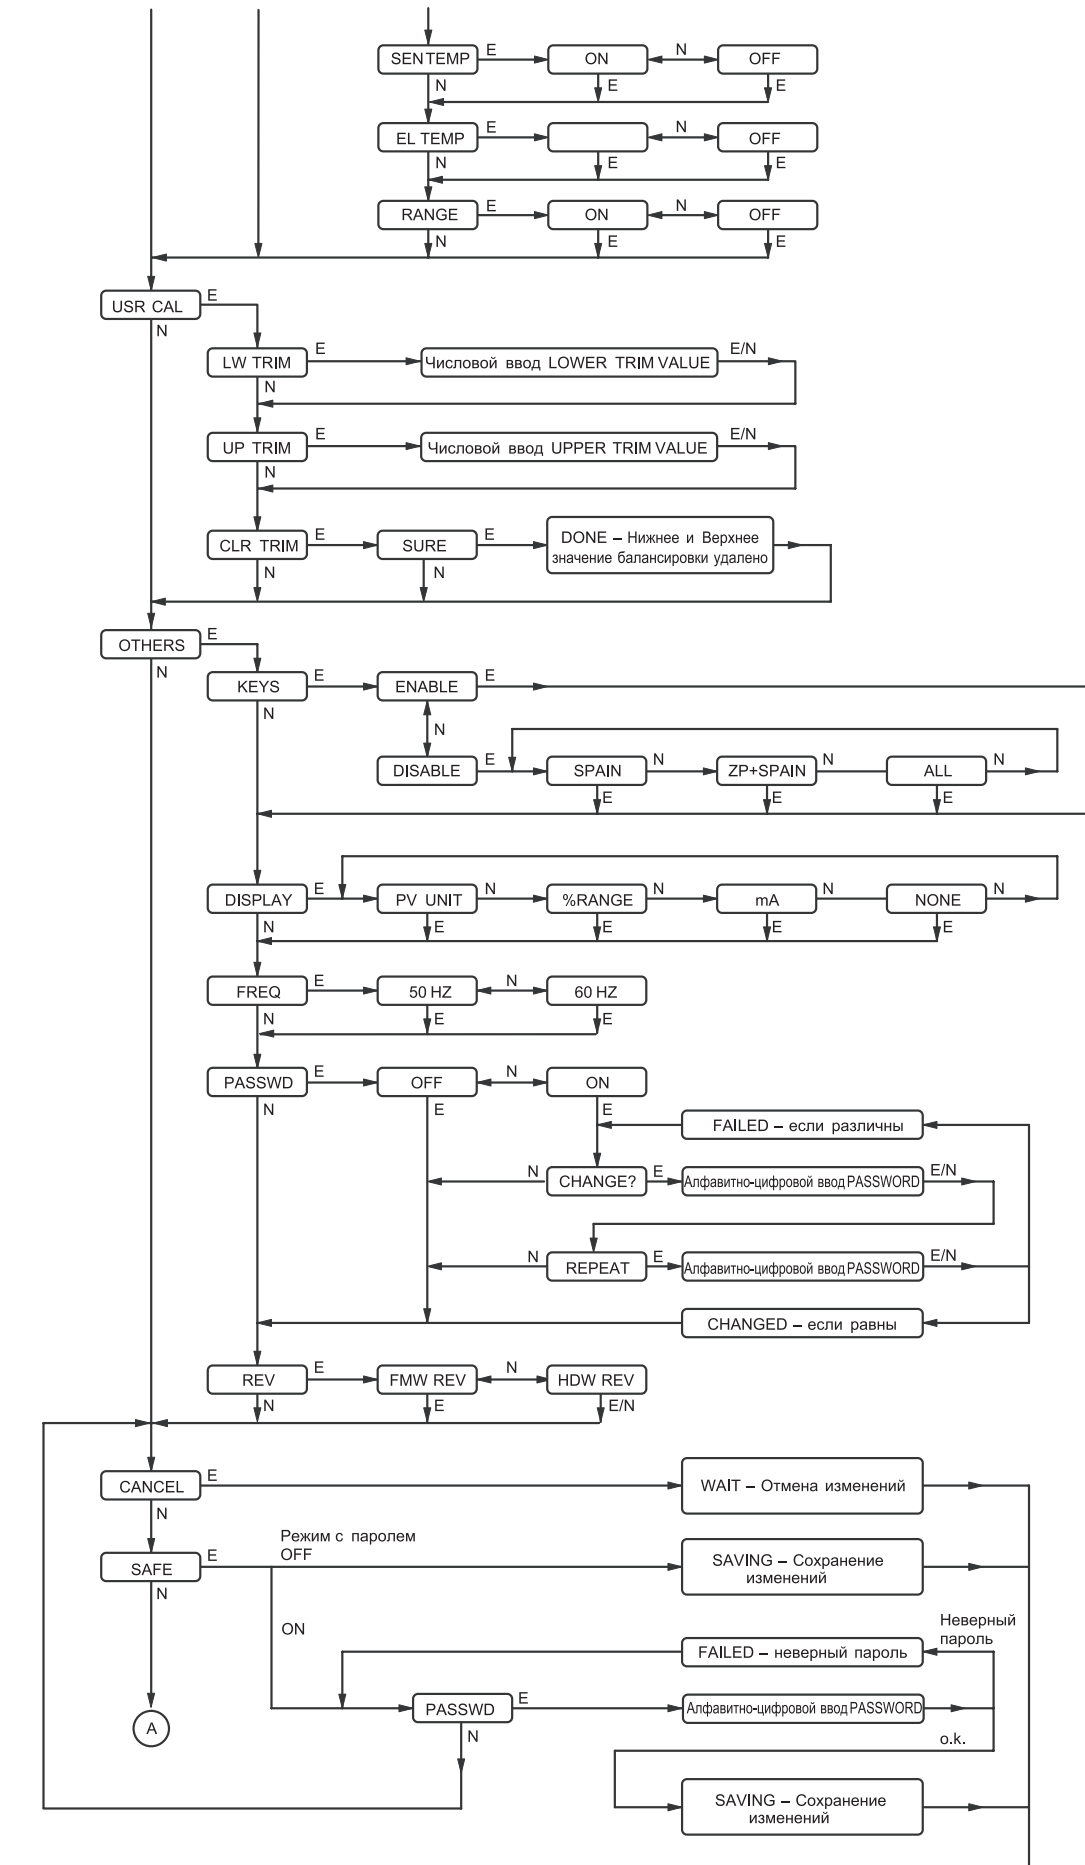 E N
SENTEMP ON OFF
N E E
E N
EL TEMP OFF
N E E
E N
RANGE ON OFF
N E E
USR CAL E
N
LW TRIM E Числовой ввод LOWER TRIM VALUE E/N
N
UP TRIM E Числовой ввод UPPER TRIM VALUE E/N
N
CLR TRIM E SURE E DONE – Нижнее и Верхнее
значение балансировки удалено
N N
OTHERS E
N
KEYS E ENABLE E
N N
DISABLE E SPAIN N ZP+SPAIN N ALL N
E E E
DISPLAY E PV UNIT N %RANGE N mA N NONE N
N E E E E
FREQ E 50 HZ N 60 HZ
N E E
PASSWD E OFF N ON
N E E
FAILED – если различны
N CHANGE? E Алфавитно-цифровой ввод PASSWORD E/N
N REPEAT E Алфавитно-цифровой ввод PASSWORD E/N
CHANGED – если равны
REV E FMW REV N HDW REV
N E E/N
CANCEL E WAIT – Отмена изменений
N
Режим с паролем
OFF
SAFE E SAVING – Сохранение
изменений
N
ON
Неверный
пароль
FAILED – неверный пароль
PASSWD E Алфавитно-цифровой ввод PASSWORD
A
N
o.k.
SAVING – Сохранение
изменений